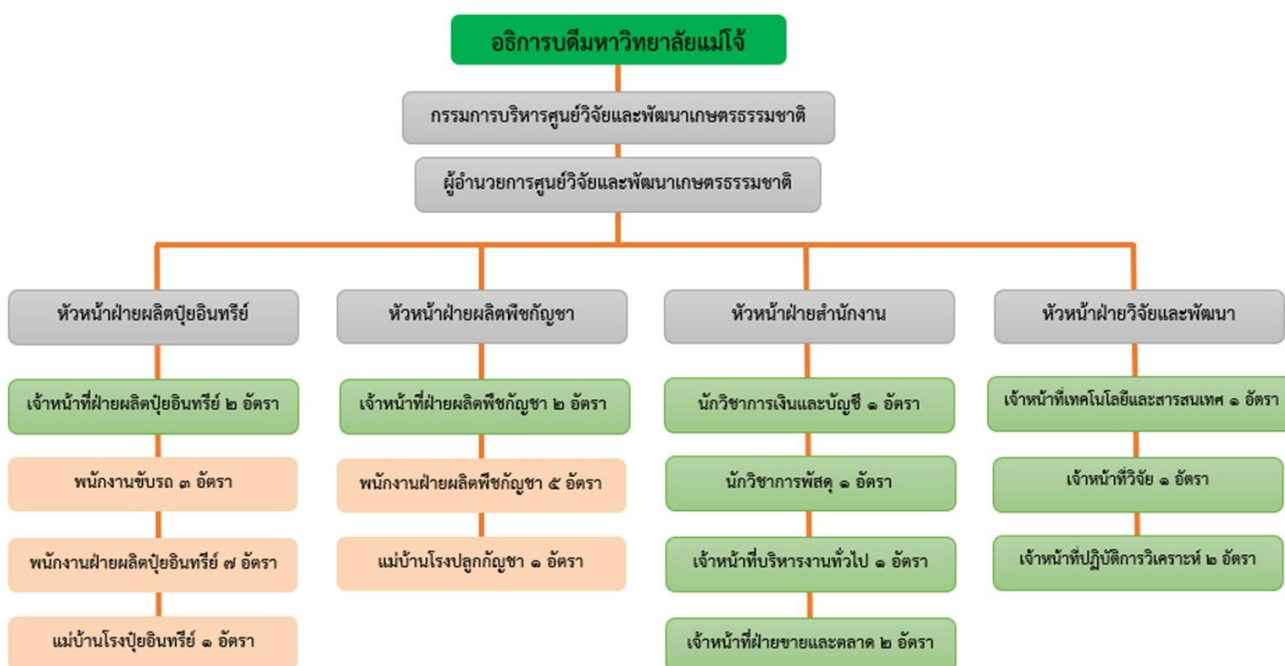 อธิการบดีมหาวิทยาลัยแม่โจ้
กรรมการบริหารศูนย์วิจัยและพัฒนาเกษตรธรรมชาติ
ผู้อำนวยการศูนย์วิจัยและพัฒนาเกษตรธรรมชาติ
หัวหน้าฝ่ายผลิตปุ๋ยอินทรีย์
หัวหน้าฝ่ายผลิตพืชกัญชา
หัวหน้าฝ่ายสำนักงาน
หัวหน้าฝ่ายวิจัยและพัฒนา
เจ้าหน้าที่ฝ่ายผลิตปุ๋ยอินทรีย์ ๒ อัตรา
เจ้าหน้าที่ฝ่ายผลิตพืชกัญชา ๒ อัตรา
นักวิชาการเงินและบัญชี ๑ อัตรา
เจ้าหน้าที่เทคโนโลยีและสารสนเทศ ๑ อัตรา
พนักงานขับรถ ๓ อัตรา
พนักงานฝ่ายผลิตพืชกัญชา ๕ อัตรา
นักวิชาการพัสดุ ๑ อัตรา
เจ้าหน้าที่วิจัย ๑ อัตรา
พนักงานฝ่ายผลิตปุ๋ยอินทรีย์ ๗ อัตรา
แม่บ้านโรงปลูกกัญชา ๑ อัตรา
เจ้าหน้าที่บริหารงานทั่วไป ๑ อัตรา
เจ้าหน้าที่ปฏิบัติการวิเคราะห์ ๒ อัตรา
แม่บ้านโรงปุ๋ยอินทรีย์ ๑ อัตรา
เจ้าหน้าที่ฝ่ายขายและตลาด ๒ อัตรา